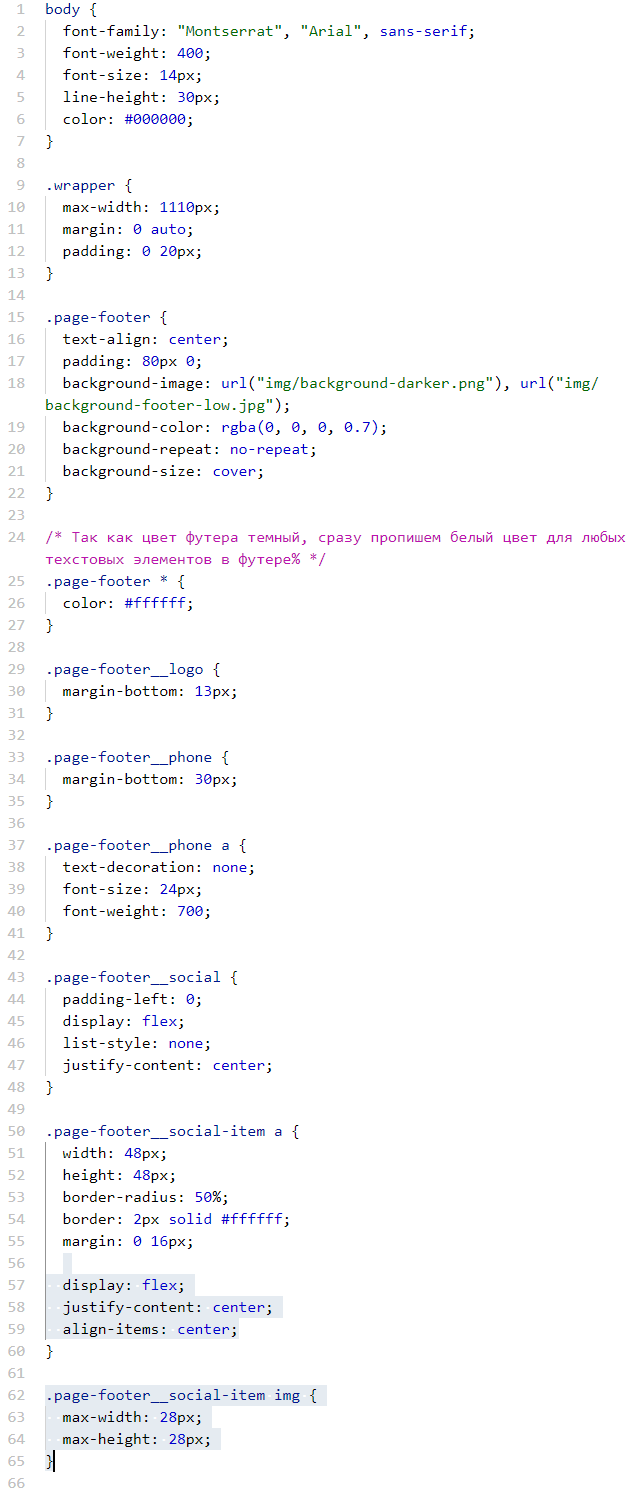 1 body {
2 font-family: "Montserrat", "Arial", sans-serif;
3 font-weight: 400;
4 font-size: 14px;
5 line-height: 30px;
6 color: #000000;
7 }
8
9 .wrapper {
10 max-width: 1110px;
11 margin: 0 auto;
12 padding: 0 20px;
13 }
14
15 .page-footer {
16 text-align: center;
17 padding: 80px 0;
18 background-image: url("img/background-darker.png"), url("img/
background-footer-low.jpg");
19 background-color: rgba(0, 0, 0, 0.7);
20 background-repeat: no-repeat;
21 background-size: cover;
22 }
23
24 /* Так как цвет футера темный, сразу пропишем белый цвет для любых
техстовых элементов в футере% */
25 .page-footer * {
26 color: #ffffff;
27 }
28
29 .page-footer__logo {
30 margin-bottom: 13px;
31 }
32
33 .page-footer__phone {
34 margin-bottom: 30px;
35 }
36
37 .page-footer__phone a {
38 text-decoration: none;
39 font-size: 24px;
40 font-weight: 700;
41 }
42
43 .page-footer__social {
44 padding-left: 0;
45 display: flex;
46 list-style: none;
47 justify-content: center;
48 }
49
50 .page-footer__social-item a {
51 width: 48px;
52 height: 48px;
53 border-radius: 50%;
54 border: 2px solid #ffffff;
55 margin: 0 16px;
56
57 display: flex;
58 justify-content: center;
59 align-items: center;
60 }
61
62 .page-footer__social-item img {
63 max-width: 28px;
64 max-height: 28px;
65 }
66